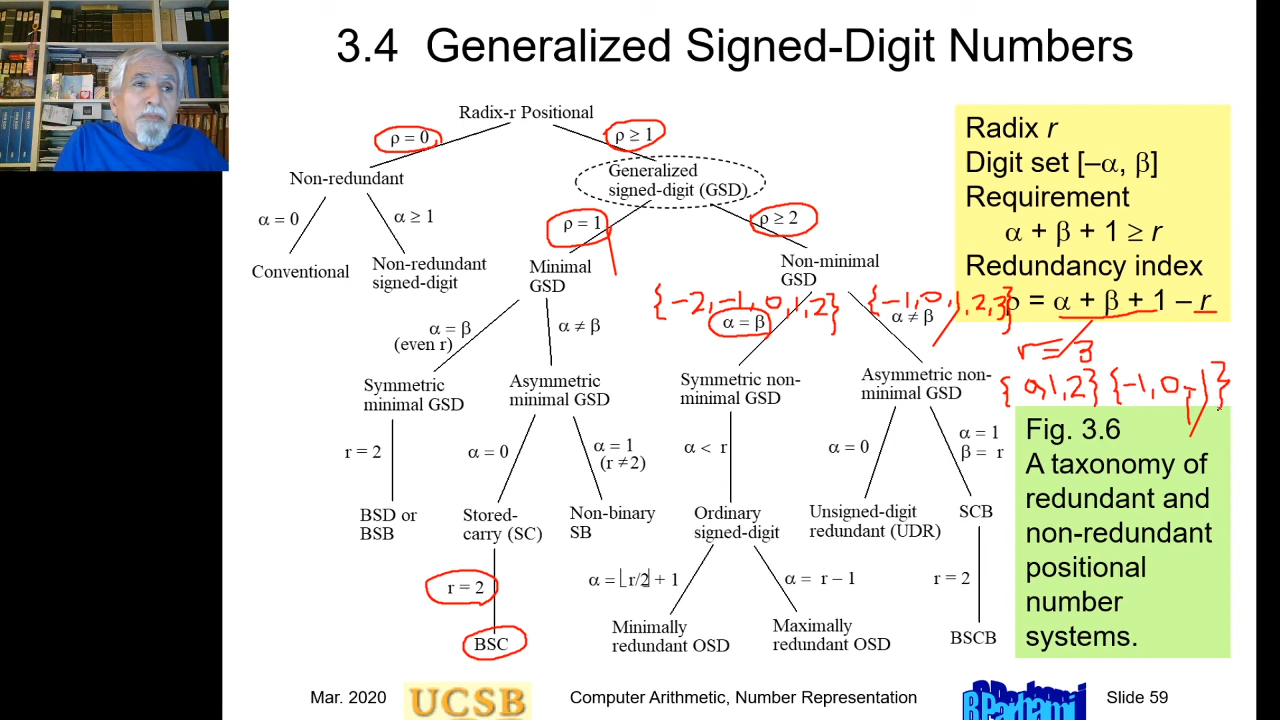 3.4 Generalized Signed-Digit Numbers
Radix-r Positional
ρ = 0
ρ ≥ 1
Non-redundant
Generalized
signed-digit (GSD)
α = 0
α ≥ 1
ρ = 1
ρ ≥ 2
Conventional
Non-redundant
signed-digit
Minimal
GSD
Non-minimal
GSD
{-2,-1,0,1,2}
{-1,0,1,2,3}
α = β
(even r)
α ≠ β
α = β
α ≠ β
Symmetric
minimal GSD
Asymmetric
minimal GSD
Symmetric non-
minimal GSD
Asymmetric non-
minimal GSD
r = 2
α = 0
α = 1
(r ≠ 2)
α < r
α = 0
α = 1
β = r
BSD or
BSB
Stored-
carry (SC)
Non-binary
SB
Ordinary
signed-digit
Unsigned-digit
redundant (UDR)
SCB
r = 2
α = ⌊r/2⌋ + 1
α = r – 1
r = 2
BSC
Minimally
redundant OSD
Maximally
redundant OSD
BSCB
Radix r
Digit set [–α, β]
Requirement
α + β + 1 ≥ r
Redundancy index
ρ = α + β + 1 – r
r = 3
{0,1,2} {-1,0,1}
Fig. 3.6
A taxonomy of
redundant and
non-redundant
positional
number
systems.
Mar. 2020
UCSB
Computer Arithmetic, Number Representation
B Parhami
Slide 59